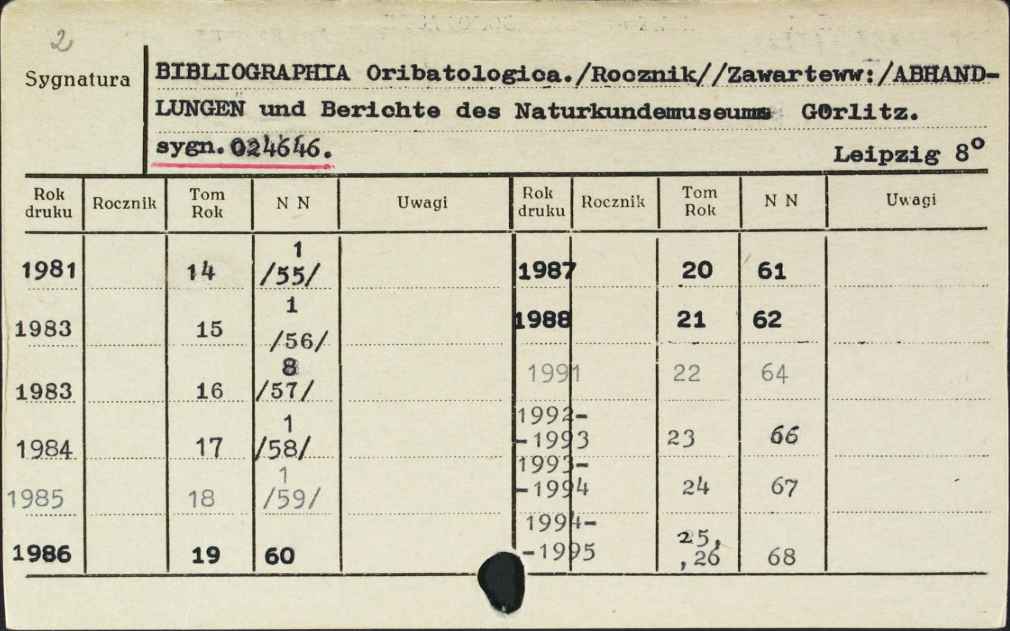 2
Sygnatura
BIBLIOGRAPHIA Oribatologica./Rocznik//Zawarteww:/ABHAND-
LUNGEN und Berichte des Naturkundemuseums GOrlitz.
sygn.024646.
Leipzig 8°
Rok druku Rocznik Tom Rok N N Uwagi Rok druku Rocznik Tom Rok N N Uwagi
1981 14 1 /55/ 1987 20 61
1983 15 1 /56/ 1988 21 62
1983 16 8 /57/ 1991 22 64
1984 17 1 /58/ 1992- -1993 23 66
1985 18 1 /59/ 1993- -1994 24 67
1986 19 60 1994- -1995 25, ,26 68